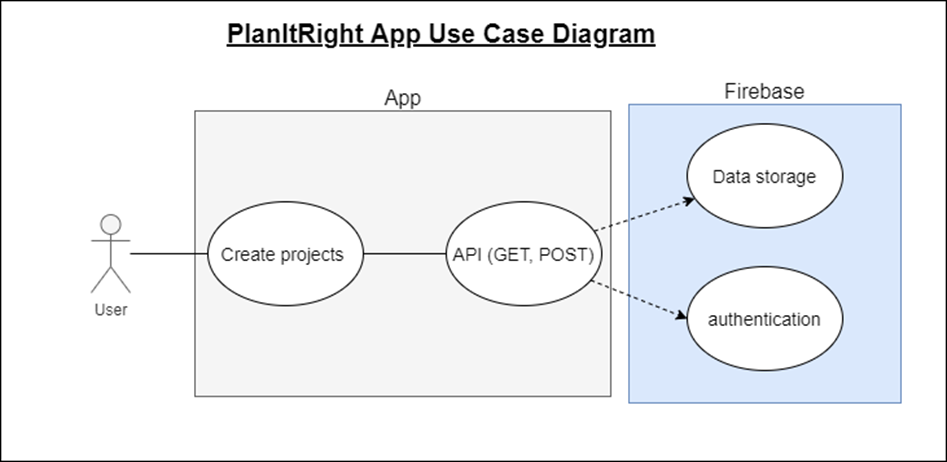 PlanItRight App Use Case Diagram
App
Firebase
Data storage
Create projects
API (GET, POST)
User
authentication